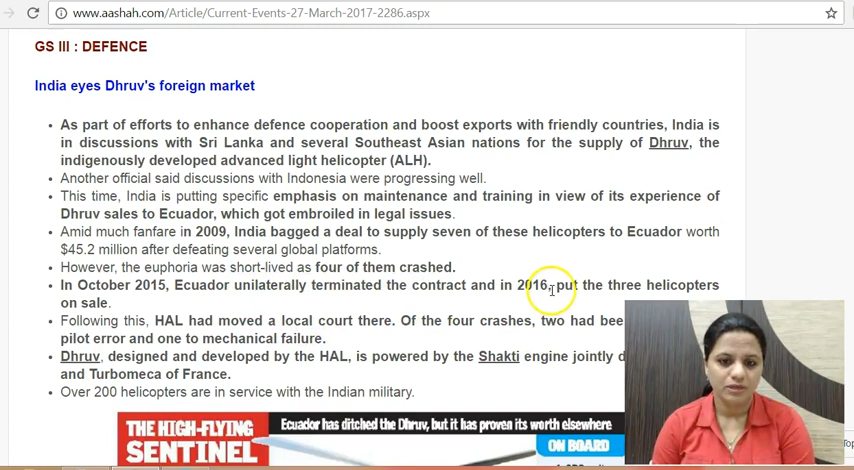 www.aashah.com/Article/Current-Events-27-March-2017-2286.aspx
GS III : DEFENCE
India eyes Dhruv's foreign market
As part of efforts to enhance defence cooperation and boost exports with friendly countries, India is
in discussions with Sri Lanka and several Southeast Asian nations for the supply of Dhruv, the
indigenously developed advanced light helicopter (ALH).
Another official said discussions with Indonesia were progressing well.
This time, India is putting specific emphasis on maintenance and training in view of its experience of
Dhruv sales to Ecuador, which got embroiled in legal issues.
Amid much fanfare in 2009, India bagged a deal to supply seven of these helicopters to Ecuador worth
$45.2 million after defeating several global platforms.
However, the euphoria was short-lived as four of them crashed.
In October 2015, Ecuador unilaterally terminated the contract and in 2016, put the three helicopters
on sale.
Following this, HAL had moved a local court there. Of the four crashes, two had
pilot error and one to mechanical failure.
Dhruv, designed and developed by the HAL, is powered by the Shakti engine jointly
and Turbomeca of France.
Over 200 helicopters are in service with the Indian military.
THE HIGH-FLYING
SENTINEL
Ecuador has ditched the Dhruv, but it has proven its worth elsewhere
ON BOARD